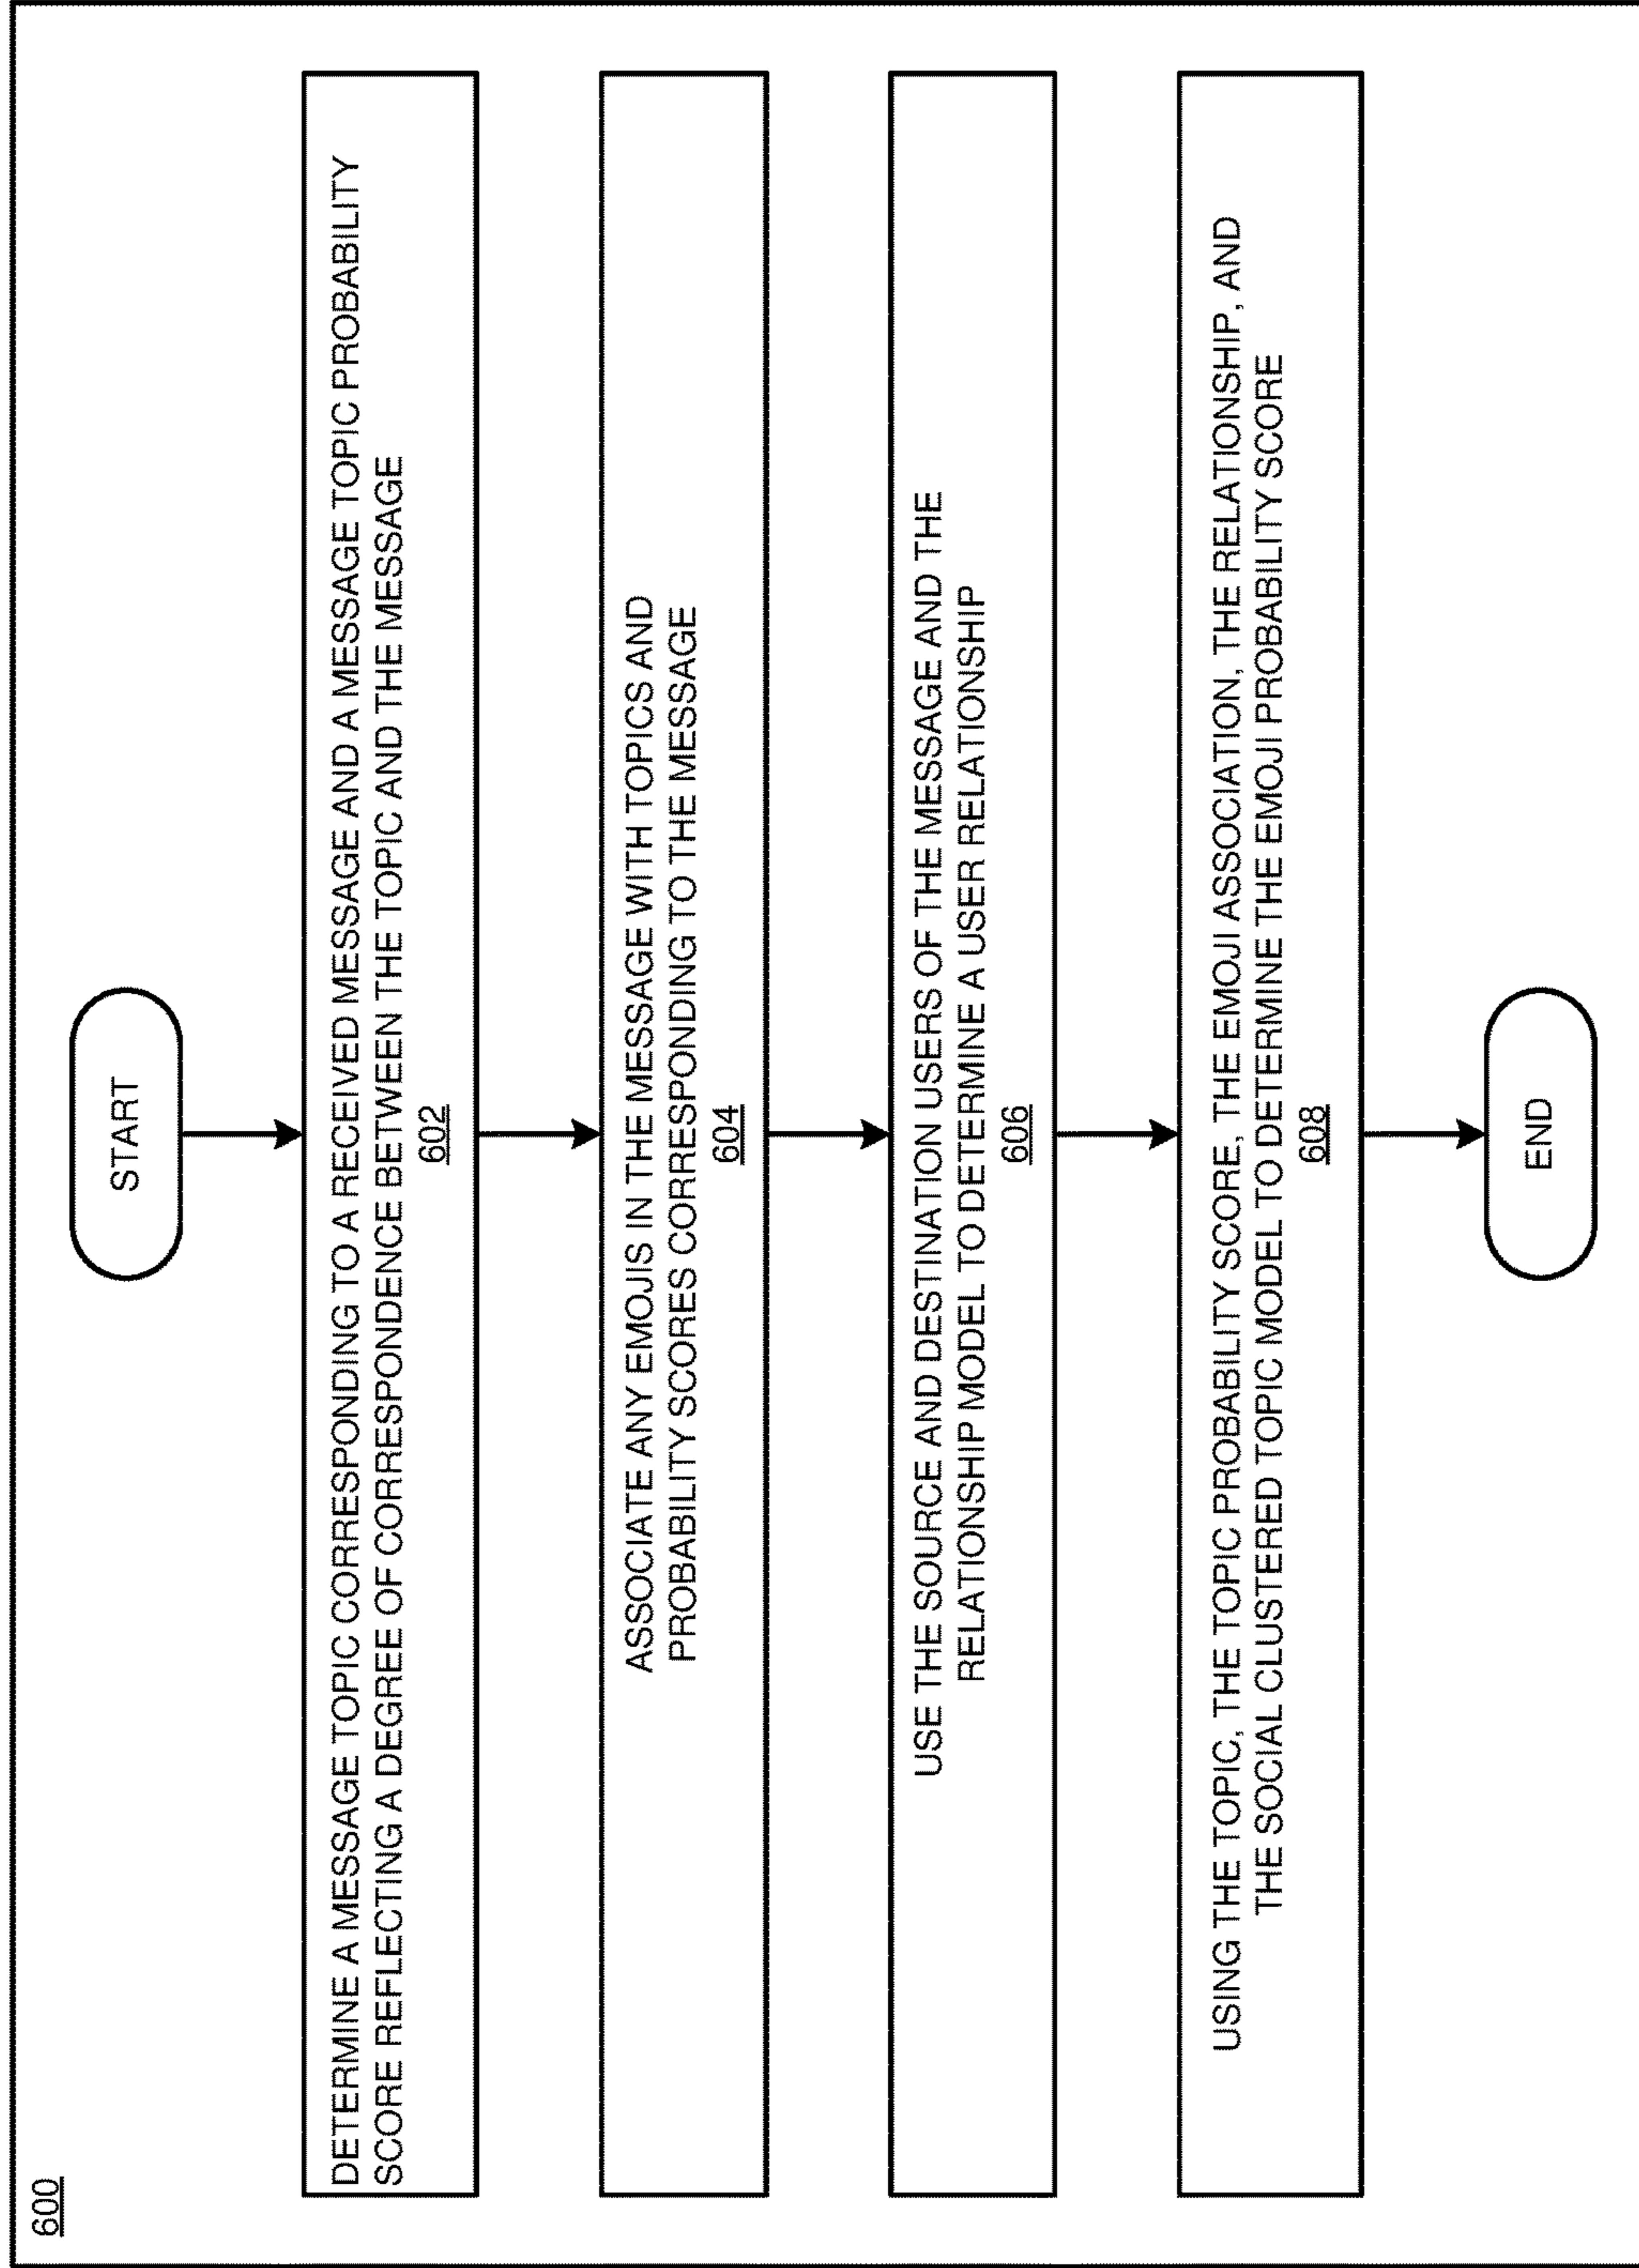 600
START
DETERMINE A MESSAGE TOPIC CORRESPONDING TO A RECEIVED MESSAGE AND A MESSAGE TOPIC PROBABILITY
SCORE REFLECTING A DEGREE OF CORRESPONDENCE BETWEEN THE TOPIC AND THE MESSAGE
602
ASSOCIATE ANY EMOJIS IN THE MESSAGE WITH TOPICS AND
PROBABILITY SCORES CORRESPONDING TO THE MESSAGE
604
USE THE SOURCE AND DESTINATION USERS OF THE MESSAGE AND THE
RELATIONSHIP MODEL TO DETERMINE A USER RELATIONSHIP
606
USING THE TOPIC, THE TOPIC PROBABILITY SCORE, THE EMOJI ASSOCIATION, THE RELATIONSHIP, AND
THE SOCIAL CLUSTERED TOPIC MODEL TO DETERMINE THE EMOJI PROBABILITY SCORE
608
END